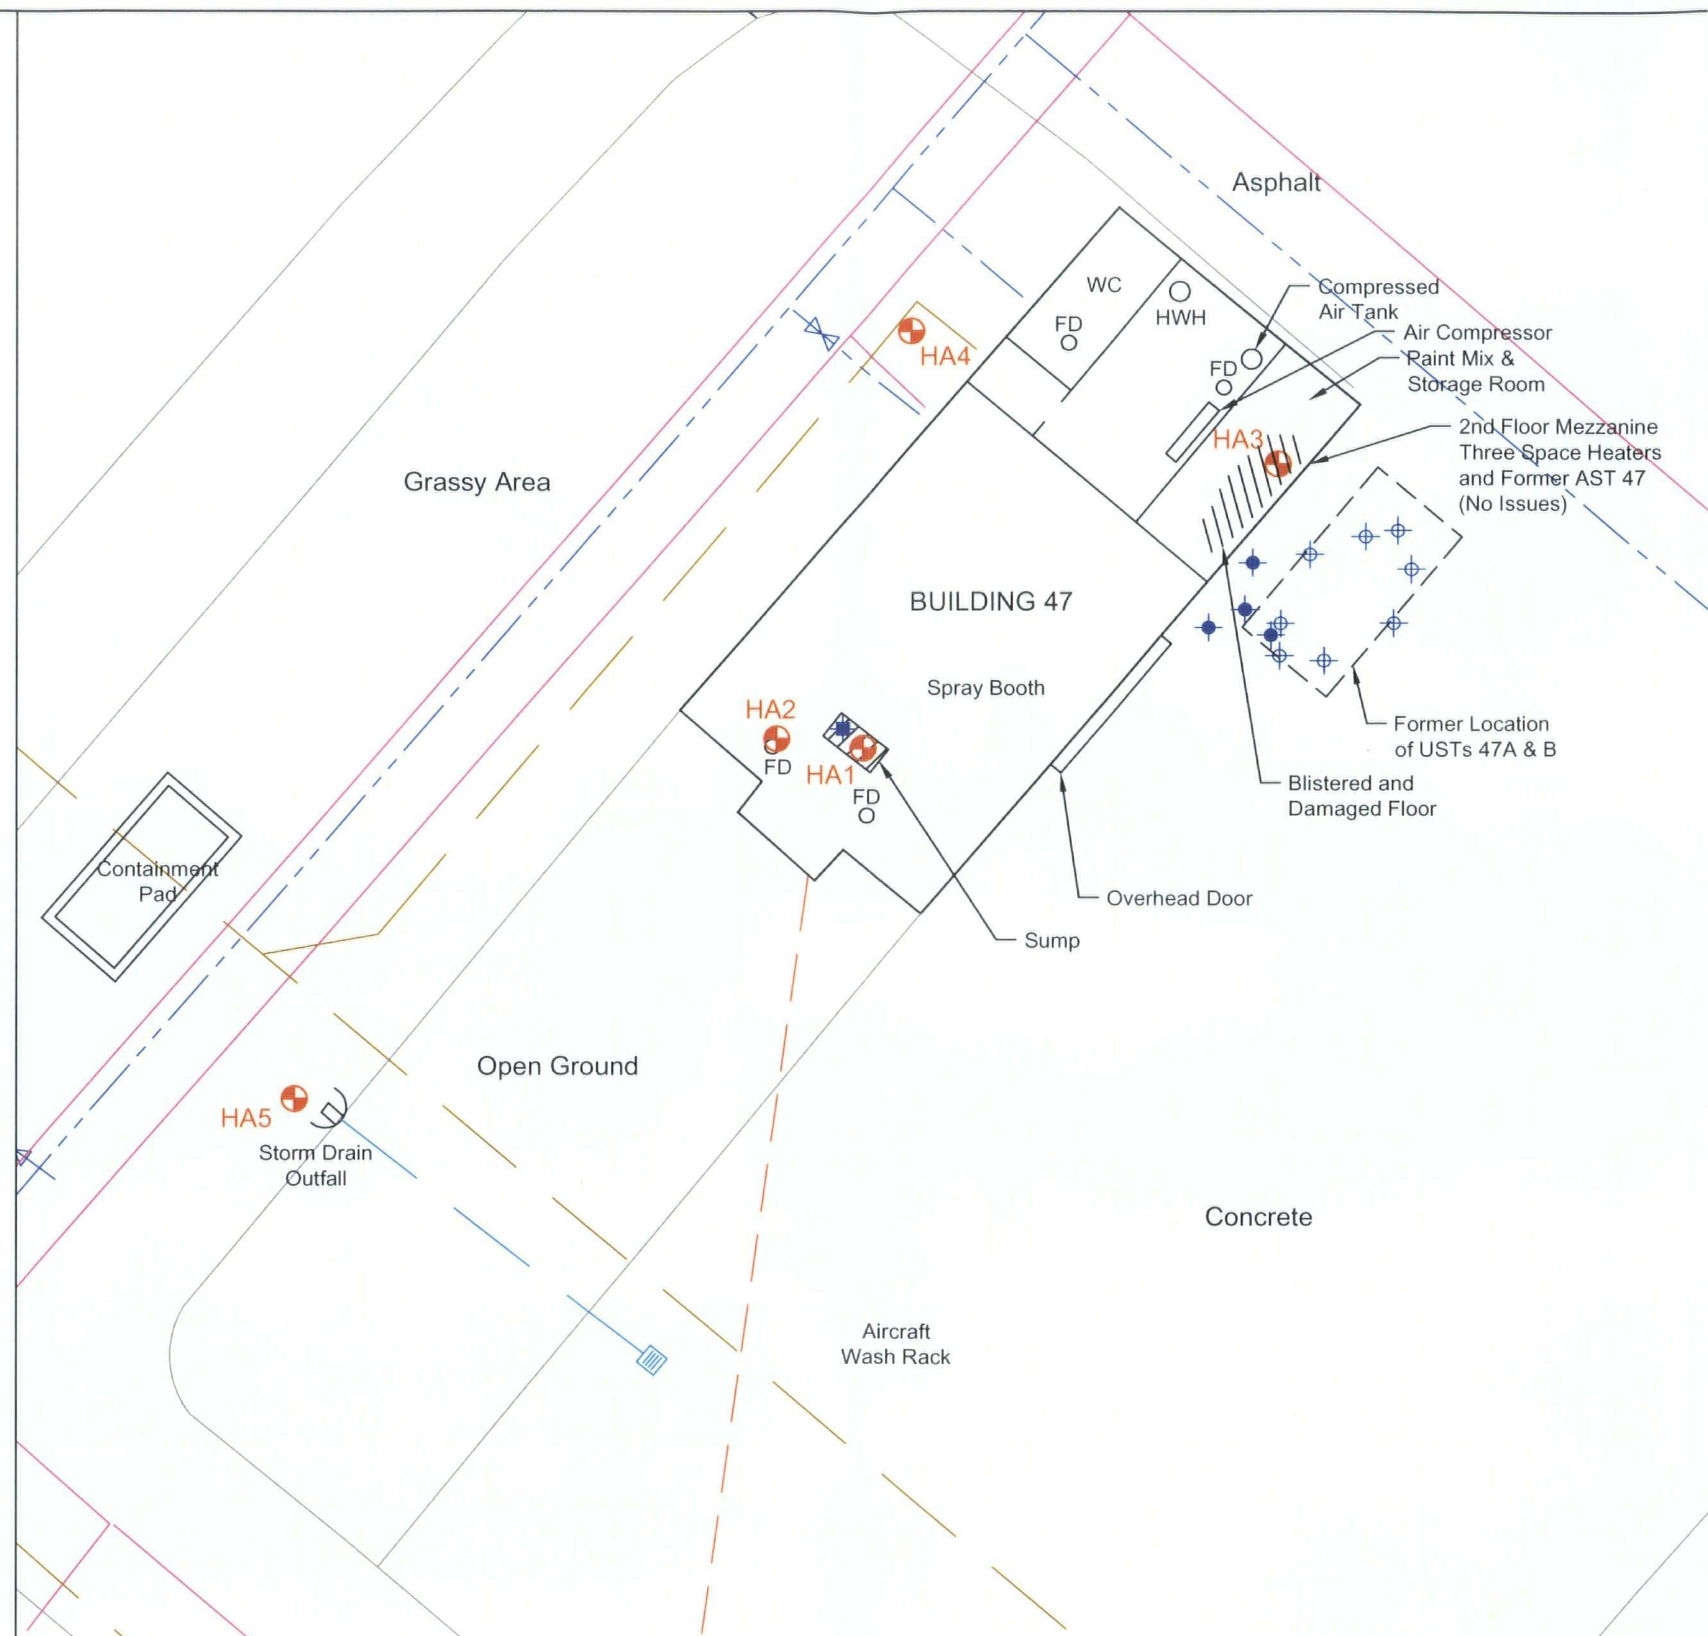 Asphalt
WC
Compressed
Air Tank
FD
HWH
Air Compressor
HA4
Paint Mix &
Storage Room
FD
2nd Floor Mezzanine
Three Space Heaters
and Former AST 47
(No Issues)
HA3
Grassy Area
BUILDING 47
Spray Booth
HA2
FD
HA1
FD
Former Location
of USTs 47A & B
Blistered and
Damaged Floor
Containment
Pad
Overhead Door
Sump
Open Ground
HA5
Storm Drain
Outfall
Concrete
Aircraft
Wash Rack